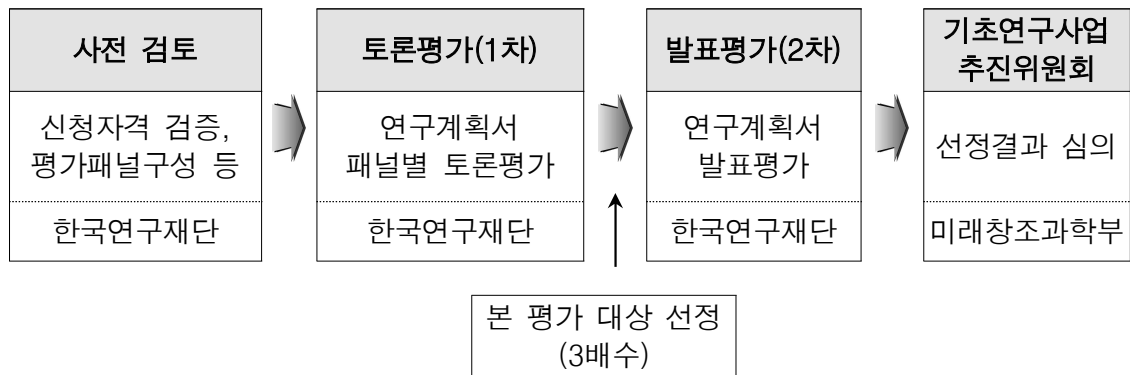 사전 검토
신청자격 검증,
평가패널구성 등
한국연구재단
토론평가(1차)
연구계획서
패널별 토론평가
한국연구재단
발표평가(2차)
연구계획서
발표평가
한국연구재단
기초연구사업
추진위원회
선정결과 심의
미래창조과학부
본 평가 대상 선정
(3배수)